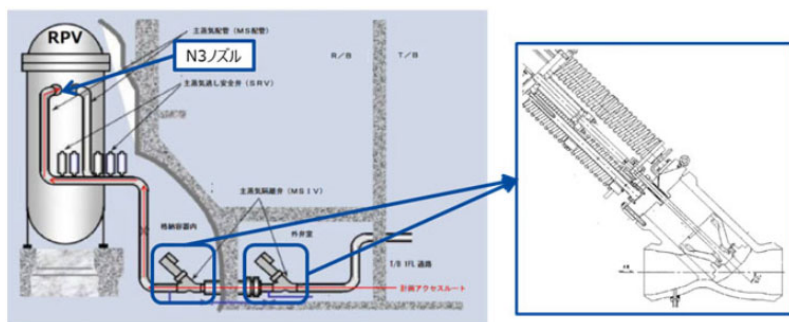 RPV
主蒸気配管（MS配管）
N3ノズル
主蒸気逃し安全弁（SRV）
R／B
T／B
主蒸気隔離弁（MSIV）
格納容器内
外弁室
T/B 1FL 通路
計画アクセスルート